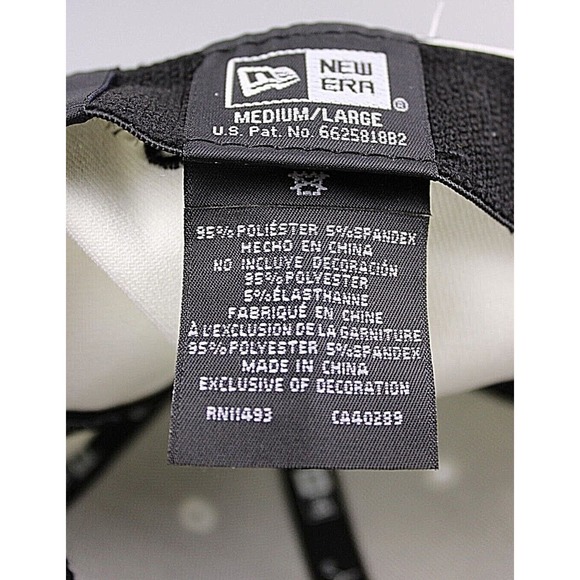 NEW
ERA®
MEDIUM/LARGE
U.S. Pat. No. 6625818B2
95%POLIÉSTER 5%SPANDEX
HECHO EN CHINA
NO INCLUYE DECORACIÓN
95%POLYESTER
5%ÉLASTHANNE
FABRIQUÉ EN CHINE
À L'EXCLUSION DE LA GARNITURE
95%POLYESTER 5%SPANDEX
MADE IN CHINA
EXCLUSIVE OF DECORATION
RN11493 CA40289